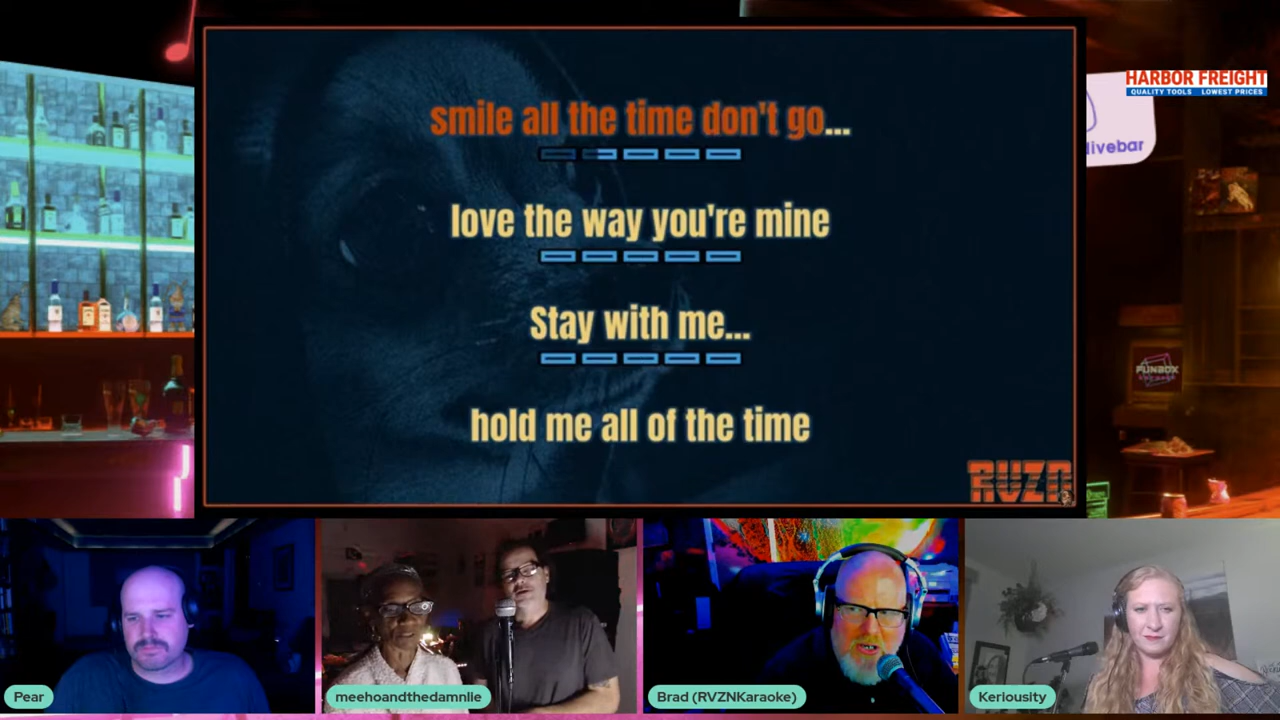 smile all the time don't go...
love the way you're mine
Stay with me...
hold me all of the time
RVZN
HARBOR FREIGHT
QUALITY TOOLS LOWEST PRICES
livebar
FUNBOX
Pear
meehoandthedamnlie
Brad (RVZNKaraoke)
Keriousity